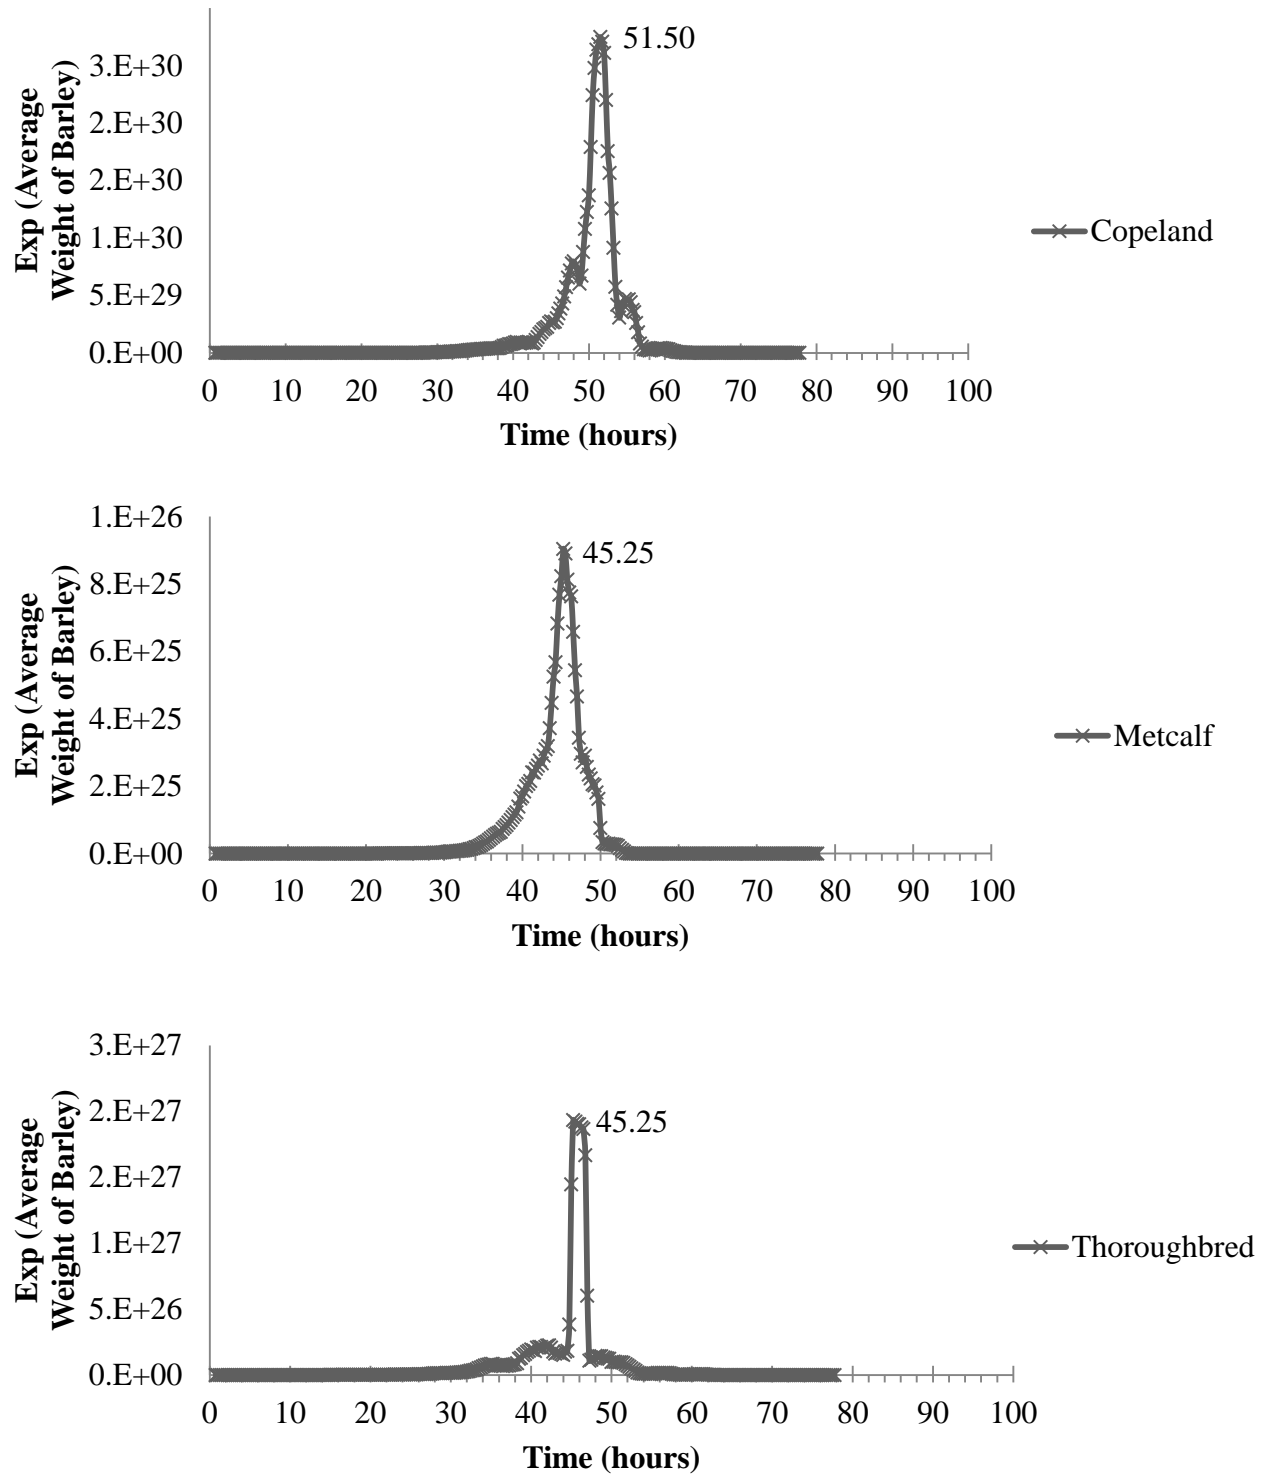 51.50
3.E+30
2.E+30
2.E+30
1.E+30
5.E+29
0.E+00
Exp (Average
Weight of Barley)
0 10 20 30 40 50 60 70 80 90 100
Time (hours)
Copeland
1.E+26
8.E+25
6.E+25
4.E+25
2.E+25
0.E+00
45.25
Exp (Average
Weight of Barley)
0 10 20 30 40 50 60 70 80 90 100
Time (hours)
Metcalf
3.E+27
2.E+27
2.E+27
1.E+27
5.E+26
0.E+00
45.25
Exp (Average
Weight of Barley)
0 10 20 30 40 50 60 70 80 90 100
Time (hours)
Thoroughbred